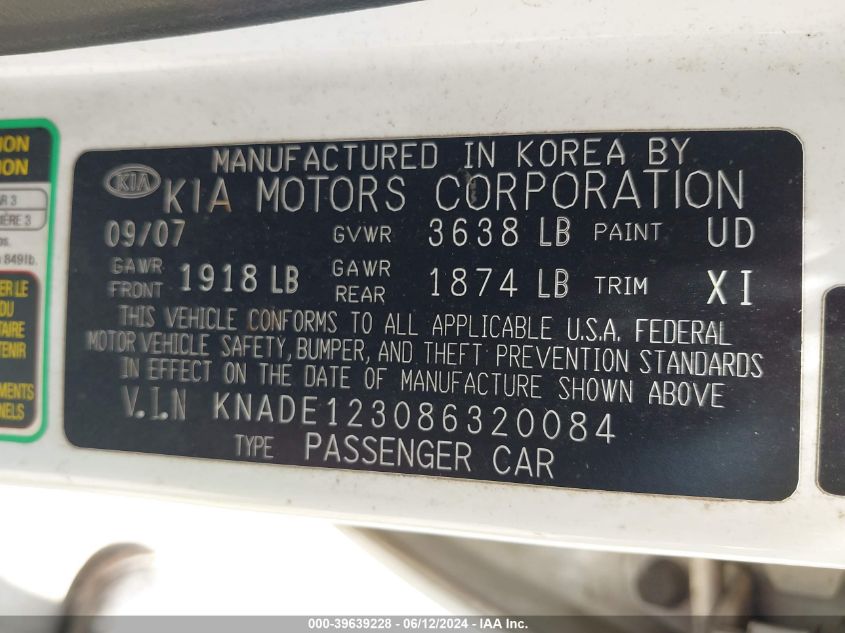 MANUFACTURED IN KOREA BY
KIA KIA MOTORS CORPORATION
09/07 GVWR 3638 LB PAINT UD
GAWR FRONT 1918 LB GAWR REAR 1874 LB TRIM XI
THIS VEHICLE CONFORMS TO ALL APPLICABLE U.S.A. FEDERAL
MOTOR VEHICLE SAFETY, BUMPER, AND THEFT PREVENTION STANDARDS
IN EFFECT ON THE DATE OF MANUFACTURE SHOWN ABOVE
V.I.N KNADE123086320084
TYPE PASSENGER CAR
849lb.
000-39639228 - 06/12/2024 - IAA, Inc.